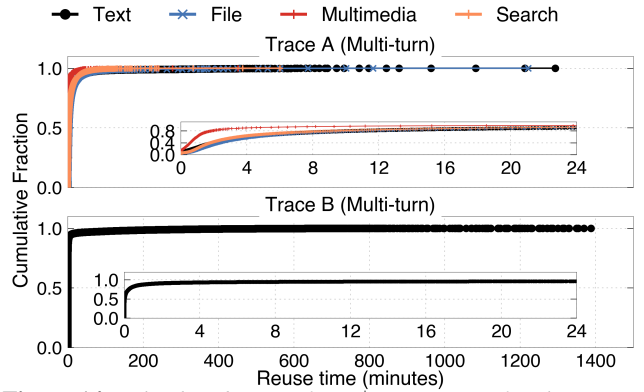 Text File Multimedia Search
Trace A (Multi-turn)
1.0
0.5
0.0
0.8
0.4
0.0
0 4 8 12 16 20 24
Cumulative Fraction
Trace B (Multi-turn)
1.0
0.5
0.0
1.0
0.5
0.0
0 4 8 12 16 20 24
0 200 400 600 800 1000 1200 1400
Reuse time (minutes)